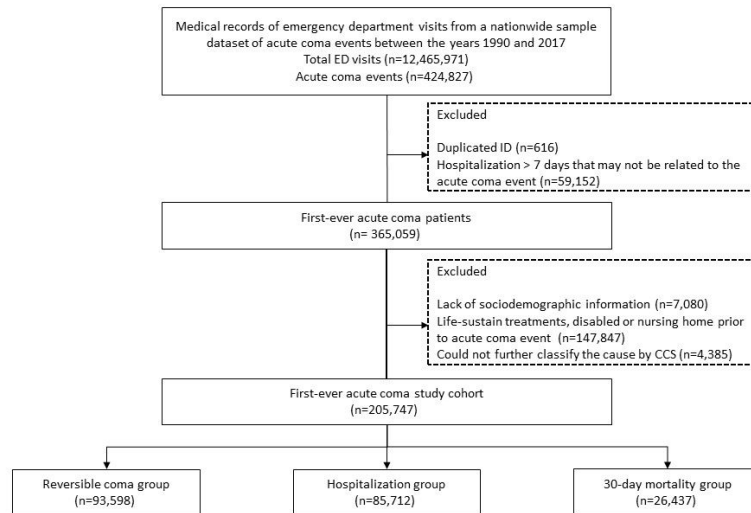 Medical records of emergency department visits from a nationwide sample
dataset of acute coma events between the years 1990 and 2017
Total ED visits (n=12,465,971)
Acute coma events (n=424,827)
Excluded
Duplicated ID (n=616)
Hospitalization > 7 days that may not be related to the
acute coma event (n=59,152)
First-ever acute coma patients
(n= 365,059)
Excluded
Lack of sociodemographic information (n=7,080)
Life-sustain treatments, disabled or nursing home prior
to acute coma event (n=147,847)
Could not further classify the cause by CCS (n=4,385)
First-ever acute coma study cohort
(n=205,747)
Reversible coma group
(n=93,598)
Hospitalization group
(n=85,712)
30-day mortality group
(n=26,437)